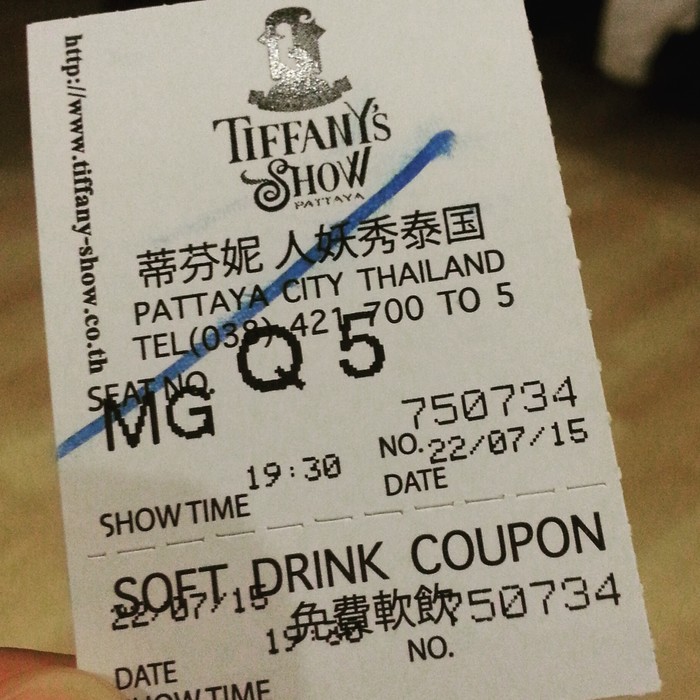 http://www.tiffany-show.co.th
TIFFANY'S
SHOW
PATTAYA
蒂芬妮 人妖秀泰国
PATTAYA CITY THAILAND
TEL(038) 421 700 TO 5
SEAT NO. Q 5
MG
750734
NO.
22/07/15
DATE
19:30
SHOW TIME
SOFT DRINK COUPON
22/07/15
免費軟飲
750734
19:30
NO.
DATE
SHOW TIME